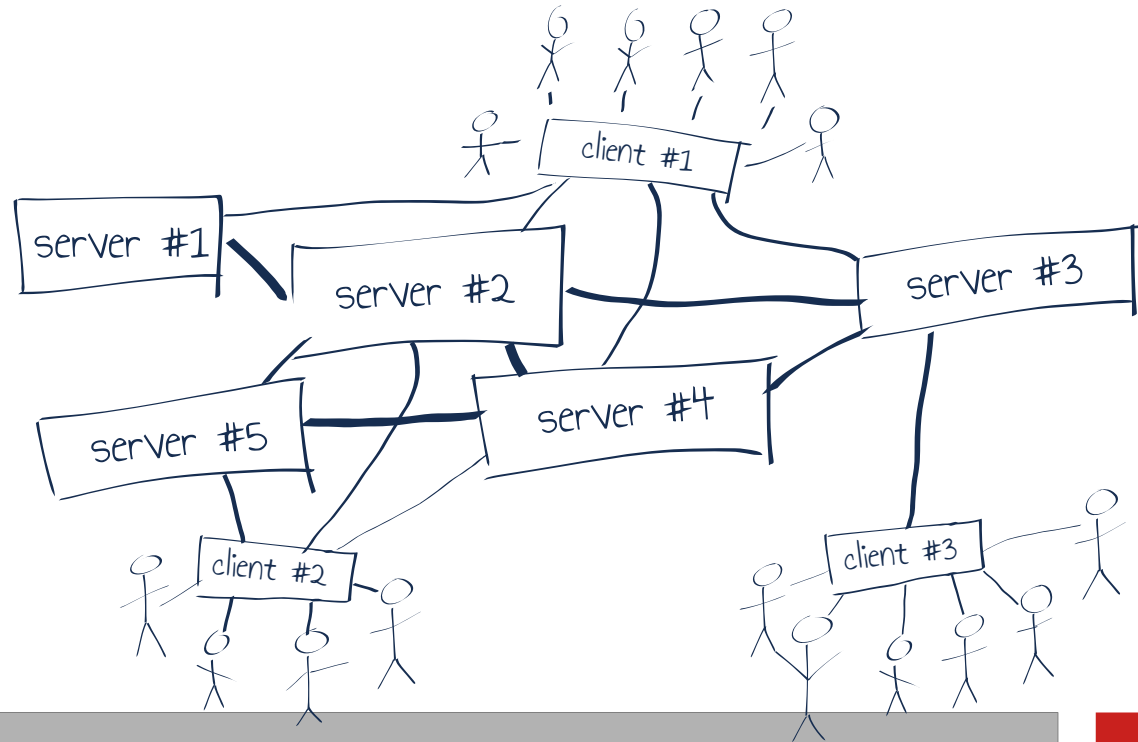 client #1
server #1
server #2
server #3
server #4
server #5
client #2
client #3